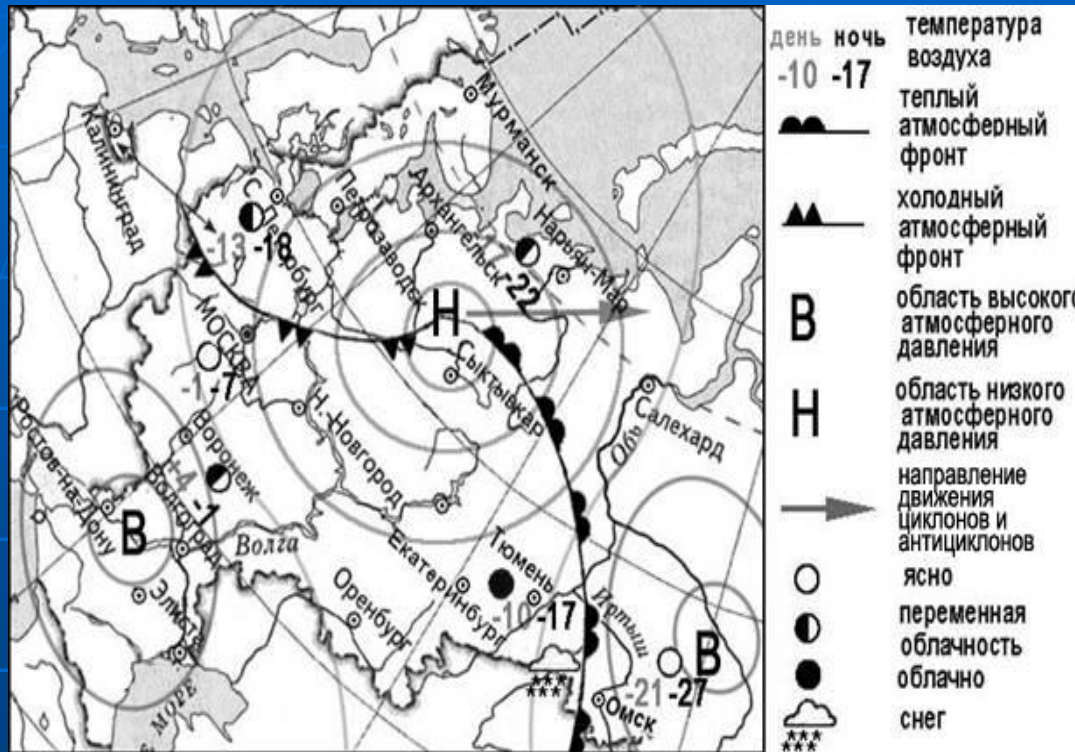 Мурманск
Калининград
С.-Петербург
Петрозаводск
Архангельск
Нарьян-Мар
-13 -18
-22
Н
МОСКВА
Сыктывкар
-1 -7
Салехард
Обь
Н.-Новгород
Воронеж
Ростов-на-Дону
+4 -1
В
Волгоград
Волга
Екатеринбург
Тюмень
Элиста
Оренбург
-10 -17
Иртыш
В
-21 -27
Омск
МОРЕ
день ночь
-10 -17
температура
воздуха
теплый
атмосферный
фронт
холодный
атмосферный
фронт
В
область высокого
атмосферного
давления
Н
область низкого
атмосферного
давления
направление
движения
циклонов и
антициклонов
ясно
переменная
облачность
облачно
снег